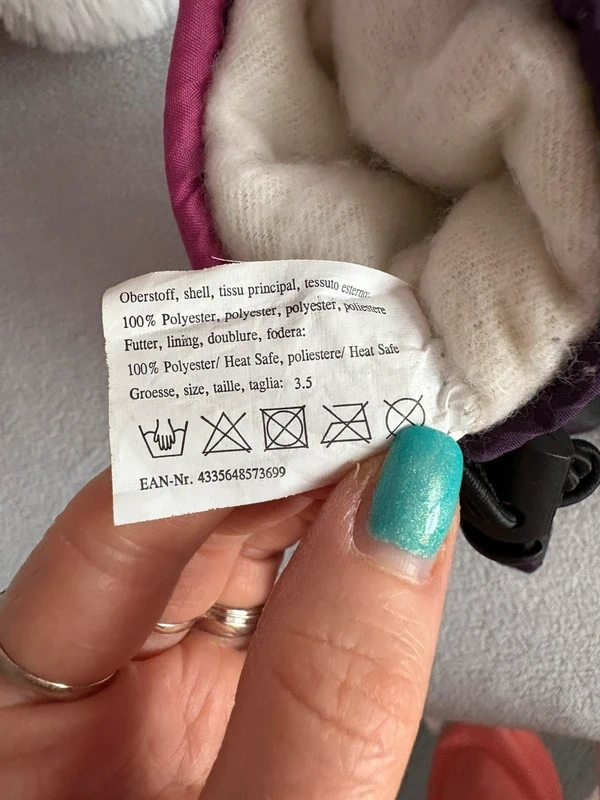 Oberstoff, shell, tissu principal, tessuto esterno:
100% Polyester, polyester, polyester, poliestere
Futter, lining, doublure, fodera:
100% Polyester/ Heat Safe, poliestere/ Heat Safe
Groesse, size, taille, taglia: 3.5
EAN-Nr. 4335648573699